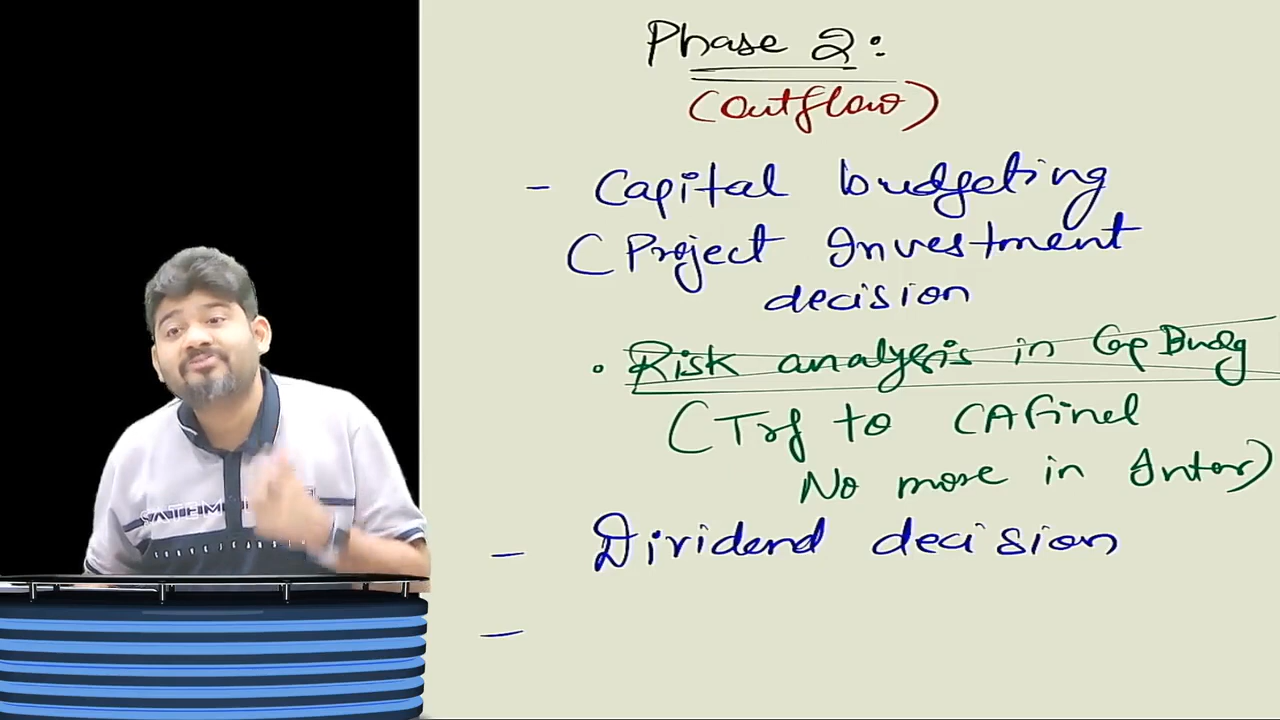 Phase 2:
(Outflow)
- Capital budgeting
( Project Investment
decision
• Risk analysis in Cap Budg
( Trf to CA Final
No more in Inter)
- Dividend decision
-